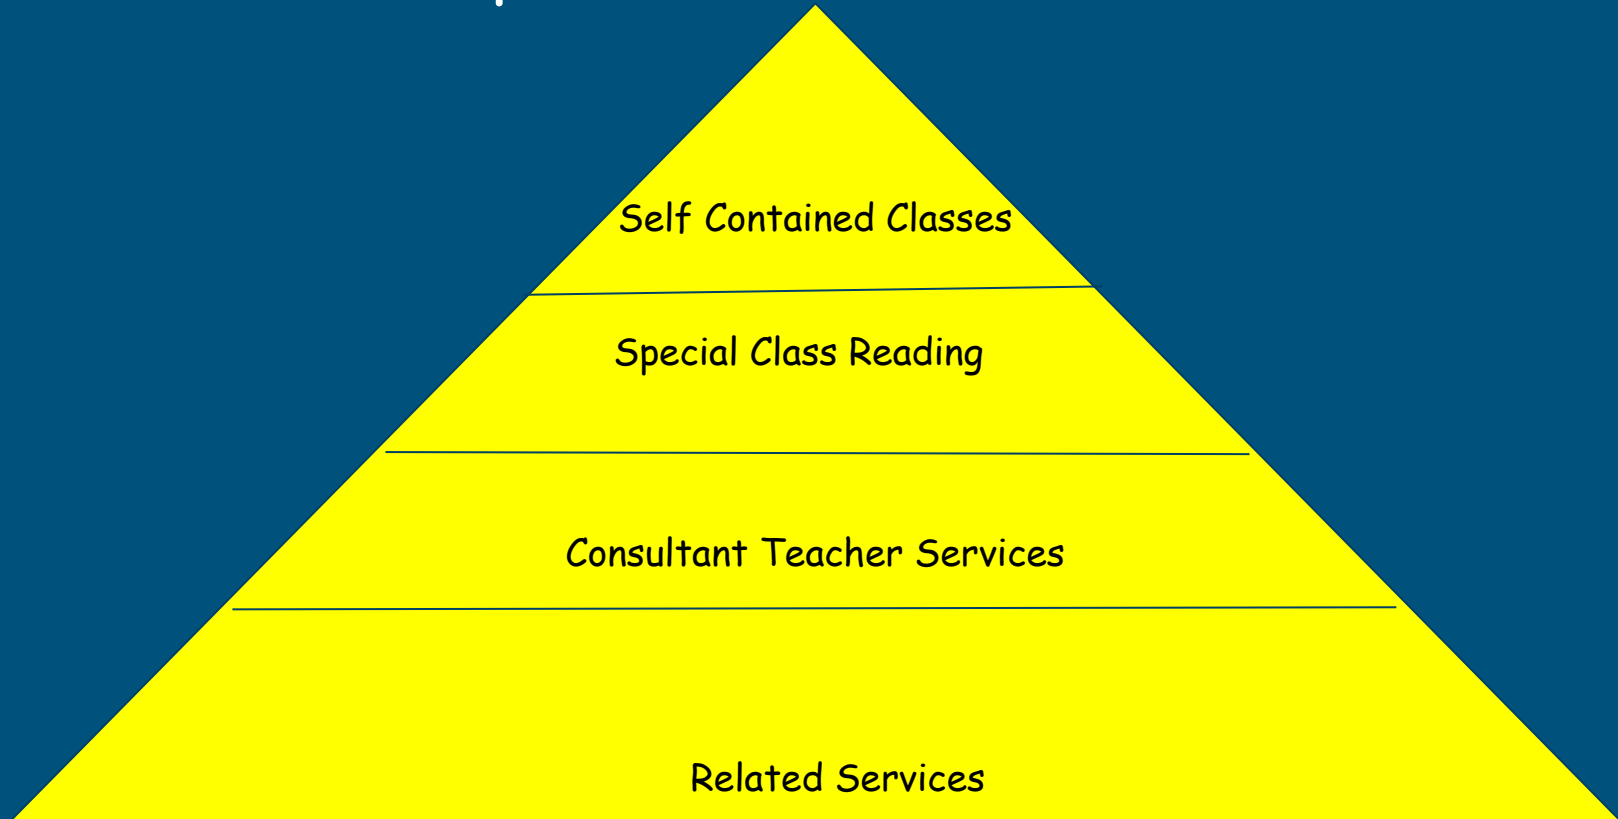 Self Contained Classes
Special Class Reading
Consultant Teacher Services
Related Services